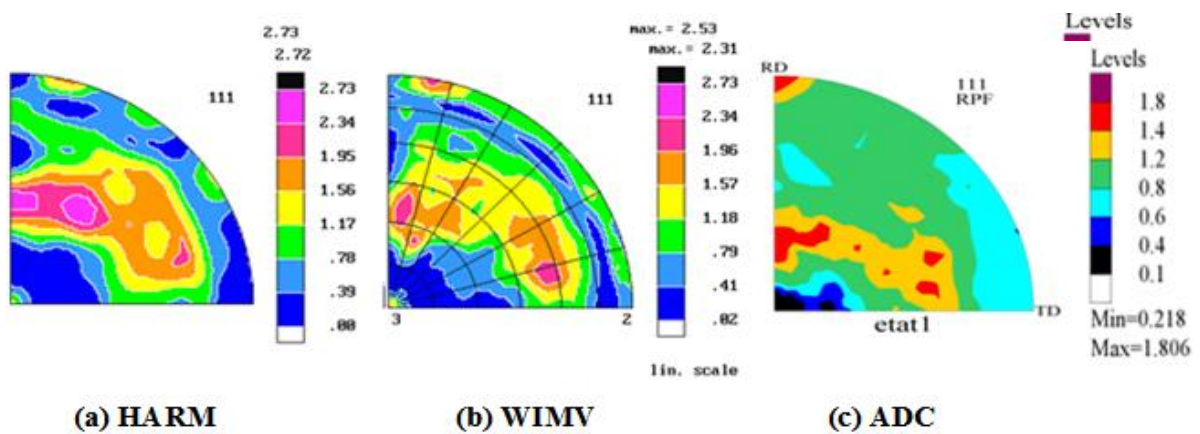 2.73
2.72
111
2.73
2.34
1.95
1.56
1.17
.78
.39
.00
max.= 2.53
max.= 2.31
111
2.73
2.34
1.96
1.57
1.18
.79
.41
.02
3
2
lin. scale
Levels
RD
111
RPF
Levels
1.8
1.4
1.2
0.8
0.6
0.4
0.1
TD
etat1
Min=0.218
Max=1.806
(a) HARM
(b) WIMV
(c) ADC